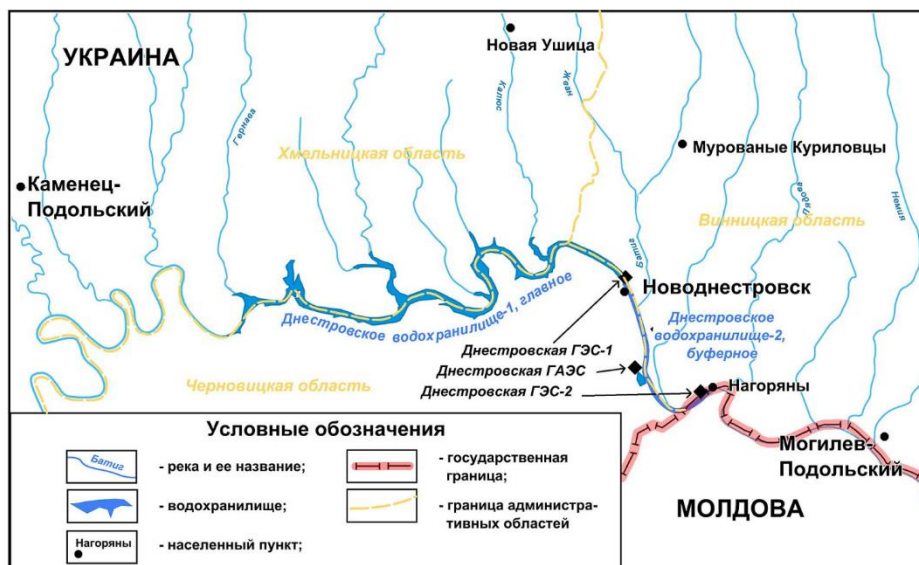 УКРАИНА
Новая Ушица
Калюс
Жван
Тернава
Хмельницкая область
Мурованые Куриловцы
Каменец-
Подольский
Немия
Винницкая область
Батиг
Новоднестровск
Днестровское водохранилище-1, главное
Днестровское
водохранилище-2,
буферное
Днестровская ГЭС-1
Днестровская ГАЭС
Днестровская ГЭС-2
Черновицкая область
Нагоряны
Могилев-
Подольский
МОЛДОВА
Условные обозначения
Батиг
- река и ее название;
- государственная
граница;
- водохранилище;
- граница администра-
тивных областей
Нагоряны
- населенный пункт;